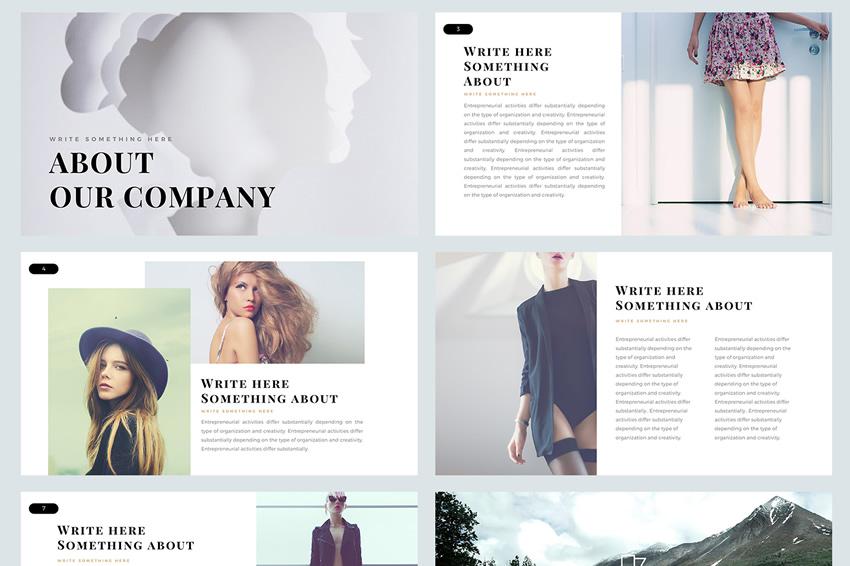 WRITE SOMETHING HERE
ABOUT
OUR COMPANY
3
WRITE HERE
SOMETHING
ABOUT
WRITE SOMETHING HERE
Entrepreneurial activities differ substantially depending
on the type of organization and creativity. Entrepreneurial
activities differ substantially depending on the type of
organization and creativity. Entrepreneurial activities
differ substantially depending on the type of organization
and creativity. Entrepreneurial activities differ
substantially depending on the type of organization and
creativity. Entrepreneurial activities differ substantially
depending on the type of organization and creativity.
Entrepreneurial activities differ substantially depending
on the type of organization and creativity.
4
WRITE HERE
SOMETHING ABOUT
WRITE SOMETHING HERE
Entrepreneurial activities differ substantially depending on the
type of organization and creativity. Entrepreneurial activities differ
substantially depending on the type of organization and creativity.
Entrepreneurial activities differ substantially.
WRITE HERE
SOMETHING ABOUT
WRITE SOMETHING HERE
Entrepreneurial activities differ
substantially depending on the
type of organization and
creativity. Entrepreneurial
activities differ substantially
depending on the type of
organization and creativity.
Entrepreneurial activities differ
substantially. Entrepreneurial
activities differ substantially
depending on the type of
organization and creativity.
Entrepreneurial activities differ
substantially depending on the
type of organization and
creativity. Entrepreneurial
activities differ substantially
depending on the type of
organization and creativity.
Entrepreneurial activities differ
substantially. Entrepreneurial
activities differ substantially
depending on the type of
organization and creativity.
7
WRITE HERE
SOMETHING ABOUT
WRITE SOMETHING HERE